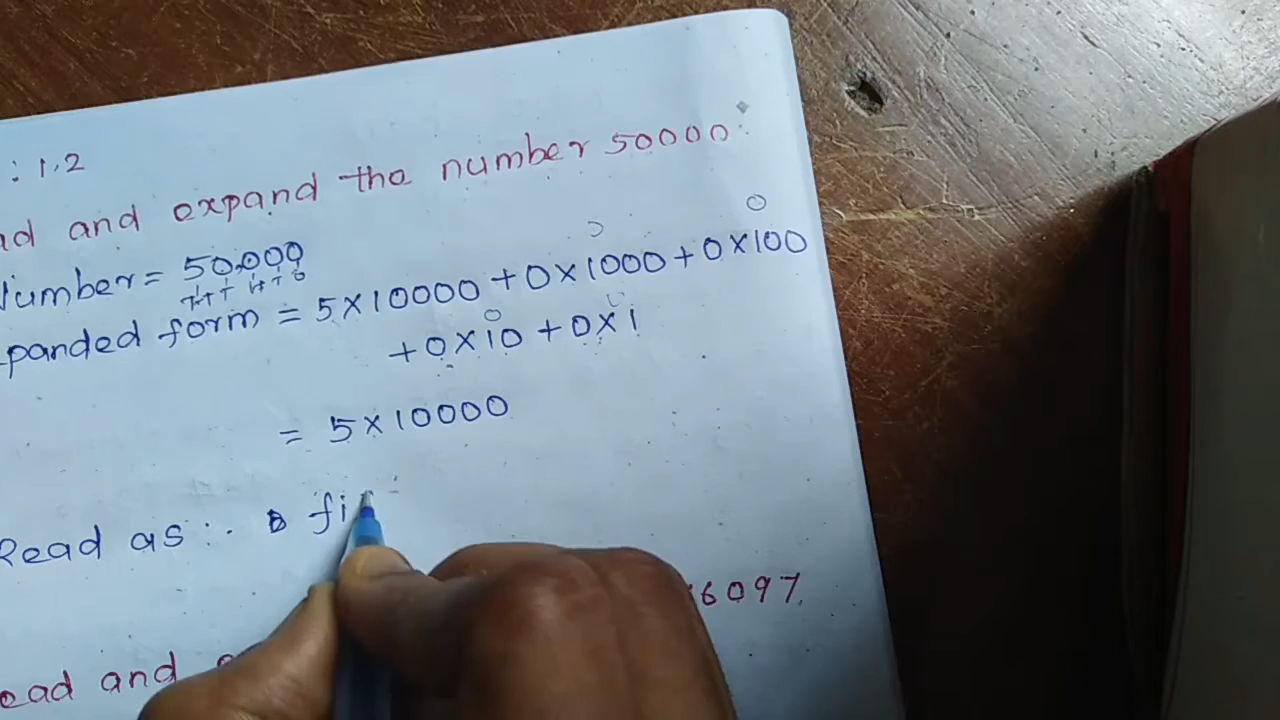 : 1.2
ad and expand the number 50000:
Number = 50,000
T-T T H T O
panded form = 5 × 10000 + 0 × 1000 + 0 × 100
+ 0 × 10 + 0 × 1
= 5 × 10000
Read as :- fi
6097
ead and